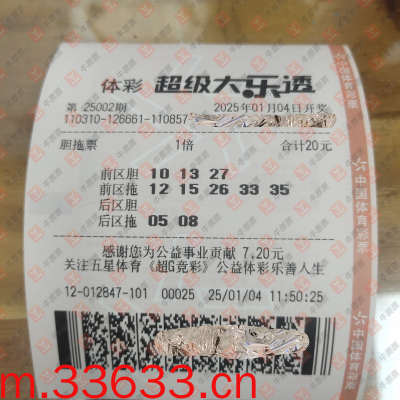 体彩 超级大乐透
第 25002期 2025年01月04日开奖
110310-126661-110857
胆拖票 1倍 合计20元
前区胆 10 13 27
前区拖 12 15 26 33 35
后区胆
后区拖 05 08
感谢您为公益事业贡献 7.20元
关注五星体育《超G竞彩》公益体彩乐善人生
12-012847-101 00025 25/01/04 11:50:25
中国体育彩票
m.33633.cn